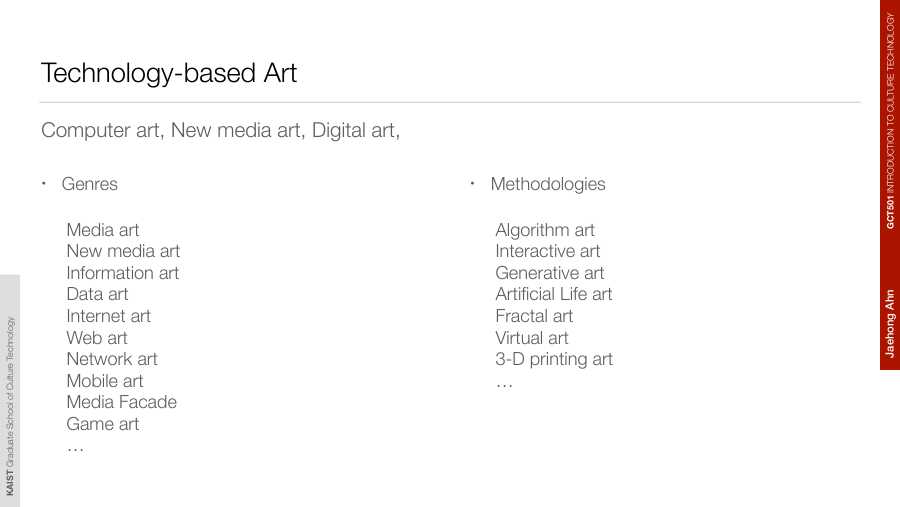 Technology-based Art
Computer art, New media art, Digital art,
• Genres
Media art
New media art
Information art
Data art
Internet art
Web art
Network art
Mobile art
Media Facade
Game art
…
• Methodologies
Algorithm art
Interactive art
Generative art
Artificial Life art
Fractal art
Virtual art
3-D printing art
…
GCT501 INTRODUCTION TO CULTURE TECHNOLOGY
Jaehong Ahn
KAIST Graduate School of Culture Technology